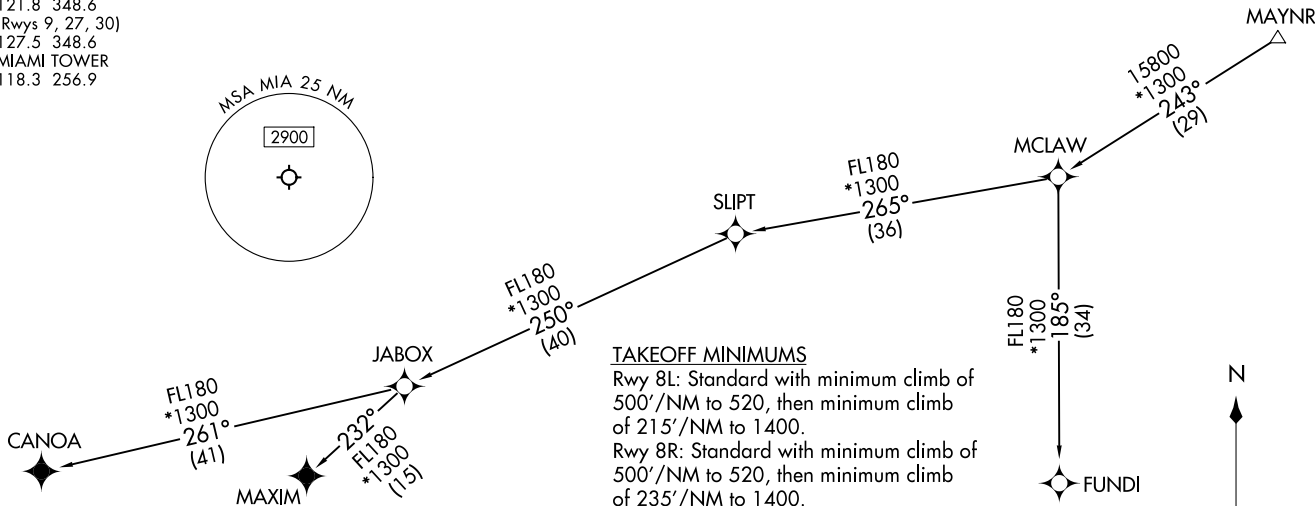 121.8 348.6
(Rwys 9, 27, 30)
127.5 348.6
MIAMI TOWER
118.3 256.9
MSA MIA 25 NM
2900
MAYNR
15800
*1300
243°
(29)
MCLAW
FL180
*1300
265°
(36)
SLIPT
FL180
*1300
250°
(40)
JABOX
FL180
*1300
261°
(41)
CANOA
232°
FL180
*1300
(15)
MAXIM
FL180
*1300
185°
(34)
FUNDI
N
TAKEOFF MINIMUMS
Rwy 8L: Standard with minimum climb of
500'/NM to 520, then minimum climb
of 215'/NM to 1400.
Rwy 8R: Standard with minimum climb of
500'/NM to 520, then minimum climb
of 235'/NM to 1400.